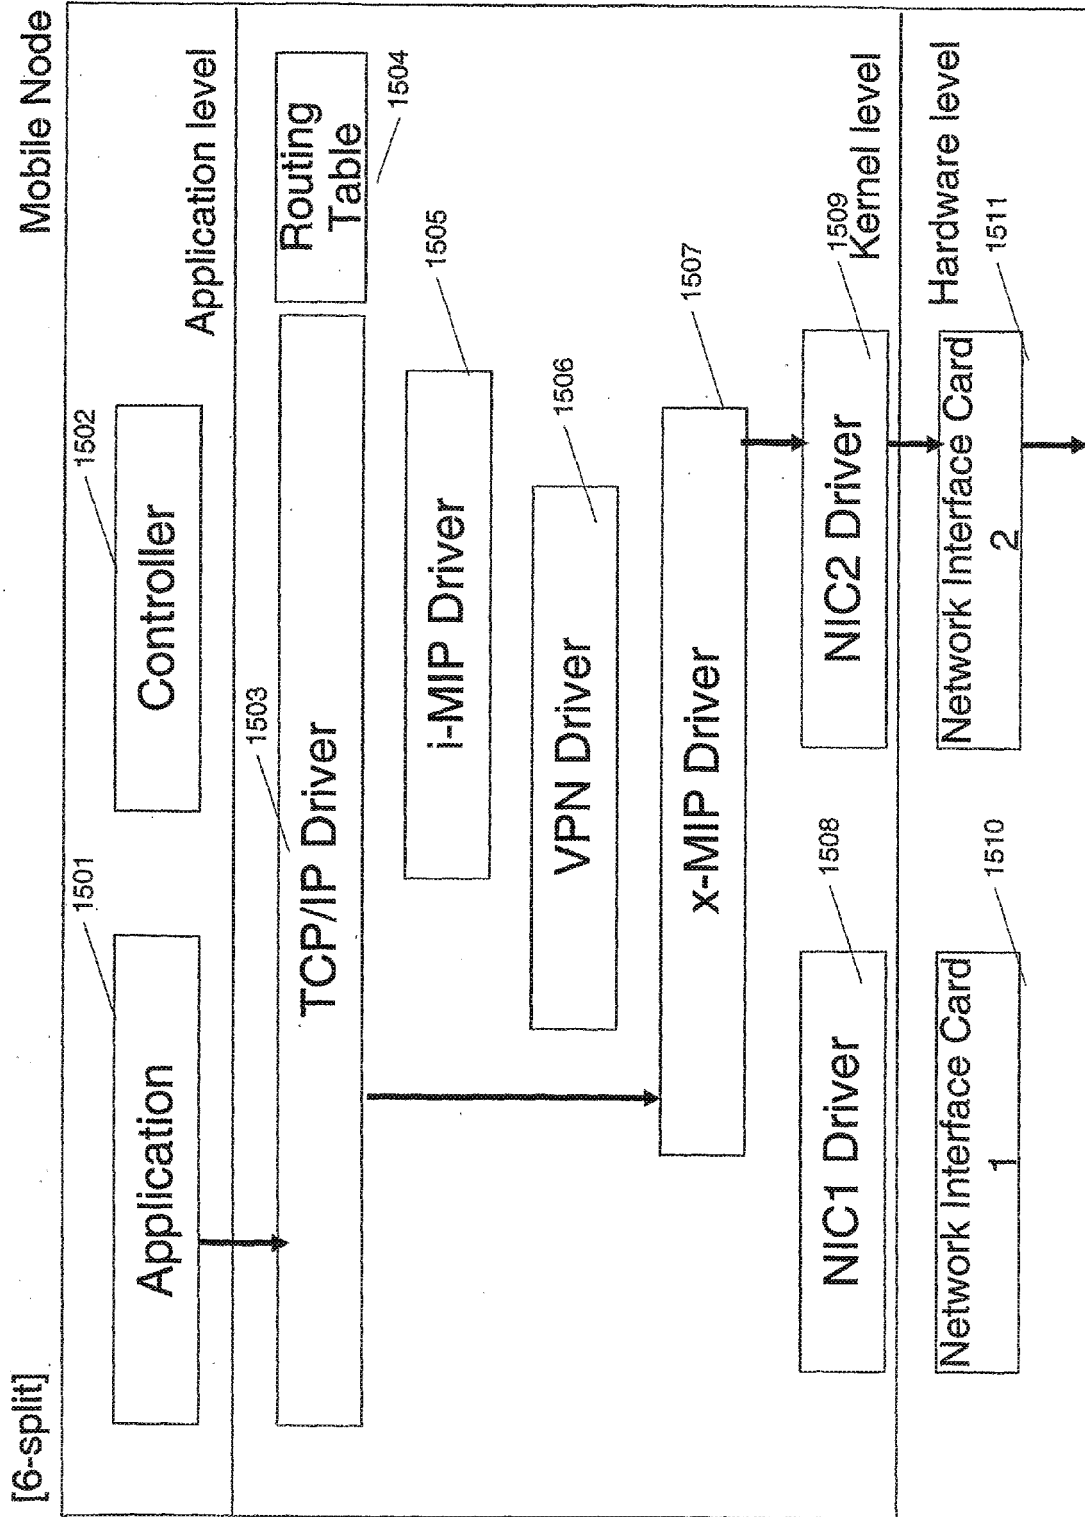 [6-split]
Mobile Node
1501
1502
Application
Controller
Application level
1503
TCP/IP Driver
Routing
Table
1504
i-MIP Driver
1505
VPN Driver
1506
x-MIP Driver
1507
NIC1 Driver
1508
NIC2 Driver
1509
Kernel level
Hardware level
Network Interface Card
1
1510
Network Interface Card
2
1511